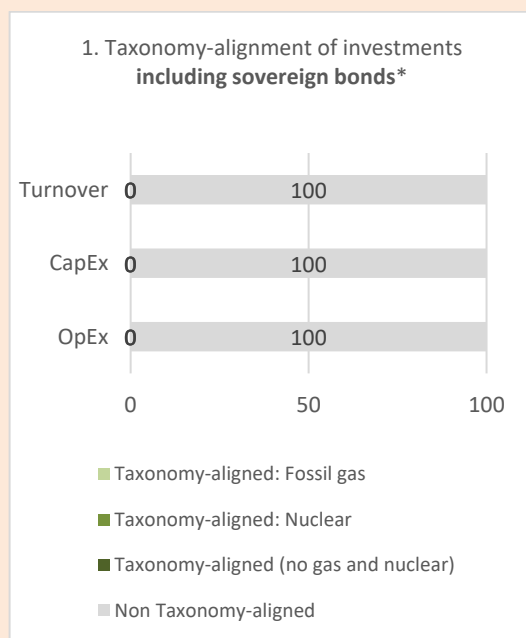 1. Taxonomy-alignment of investments
including sovereign bonds*
Turnover 0 100
CapEx 0 100
OpEx 0 100
0 50 100
Taxonomy-aligned: Fossil gas
Taxonomy-aligned: Nuclear
Taxonomy-aligned (no gas and nuclear)
Non Taxonomy-aligned